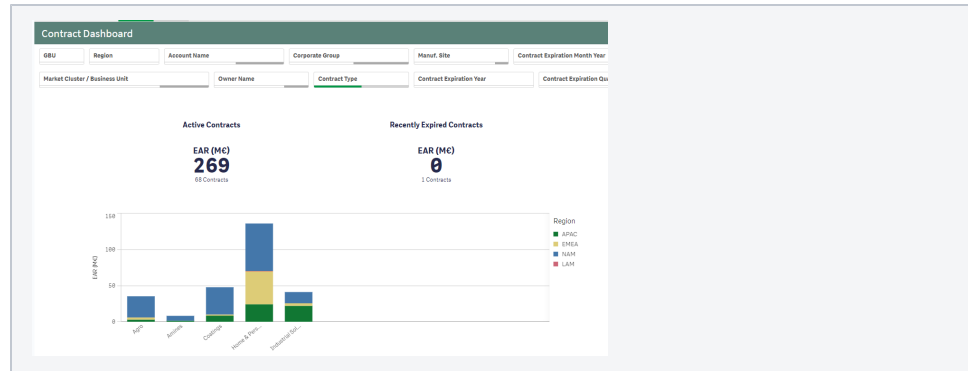 Contract Dashboard
GBU Region Account Name Corporate Group Manuf. Site Contract Expiration Month Year
Market Cluster / Business Unit Owner Name Contract Type Contract Expiration Year Contract Expiration Qua
Active Contracts Recently Expired Contracts
EAR (M€) EAR (M€)
269 0
68 Contracts 1 Contracts
150
100
50
0
EAR (M€)
Agro Amines Coatings Home & Pers... Industrial Sol...
Region
APAC
EMEA
NAM
LAM